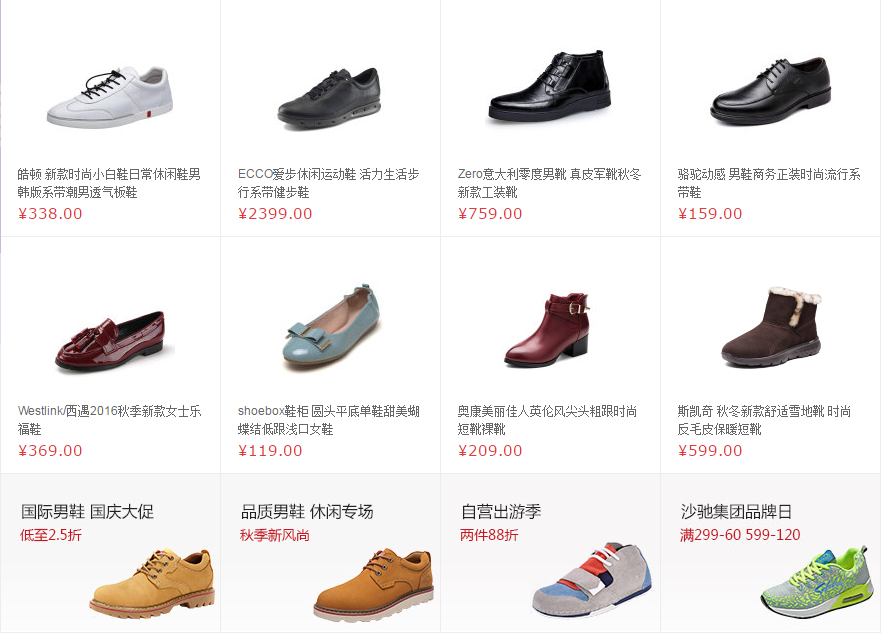 皓顿 新款时尚小白鞋日常休闲鞋男
韩版系带潮男透气板鞋
¥338.00
ECCO爱步休闲运动鞋 活力生活步
行系带健步鞋
¥2399.00
Zero意大利零度男靴 真皮军靴秋冬
新款工装靴
¥759.00
骆驼动感 男鞋商务正装时尚流行系
带鞋
¥159.00
Westlink/西遇2016秋季新款女士乐
福鞋
¥369.00
shoebox鞋柜 圆头平底单鞋甜美蝴
蝶结低跟浅口女鞋
¥119.00
奥康美丽佳人英伦风尖头粗跟时尚
短靴裸靴
¥209.00
斯凯奇 秋冬新款舒适雪地靴 时尚
反毛皮保暖短靴
¥599.00
国际男鞋 国庆大促
低至2.5折
品质男鞋 休闲专场
秋季新风尚
自营出游季
两件88折
沙驰集团品牌日
满299-60 599-120